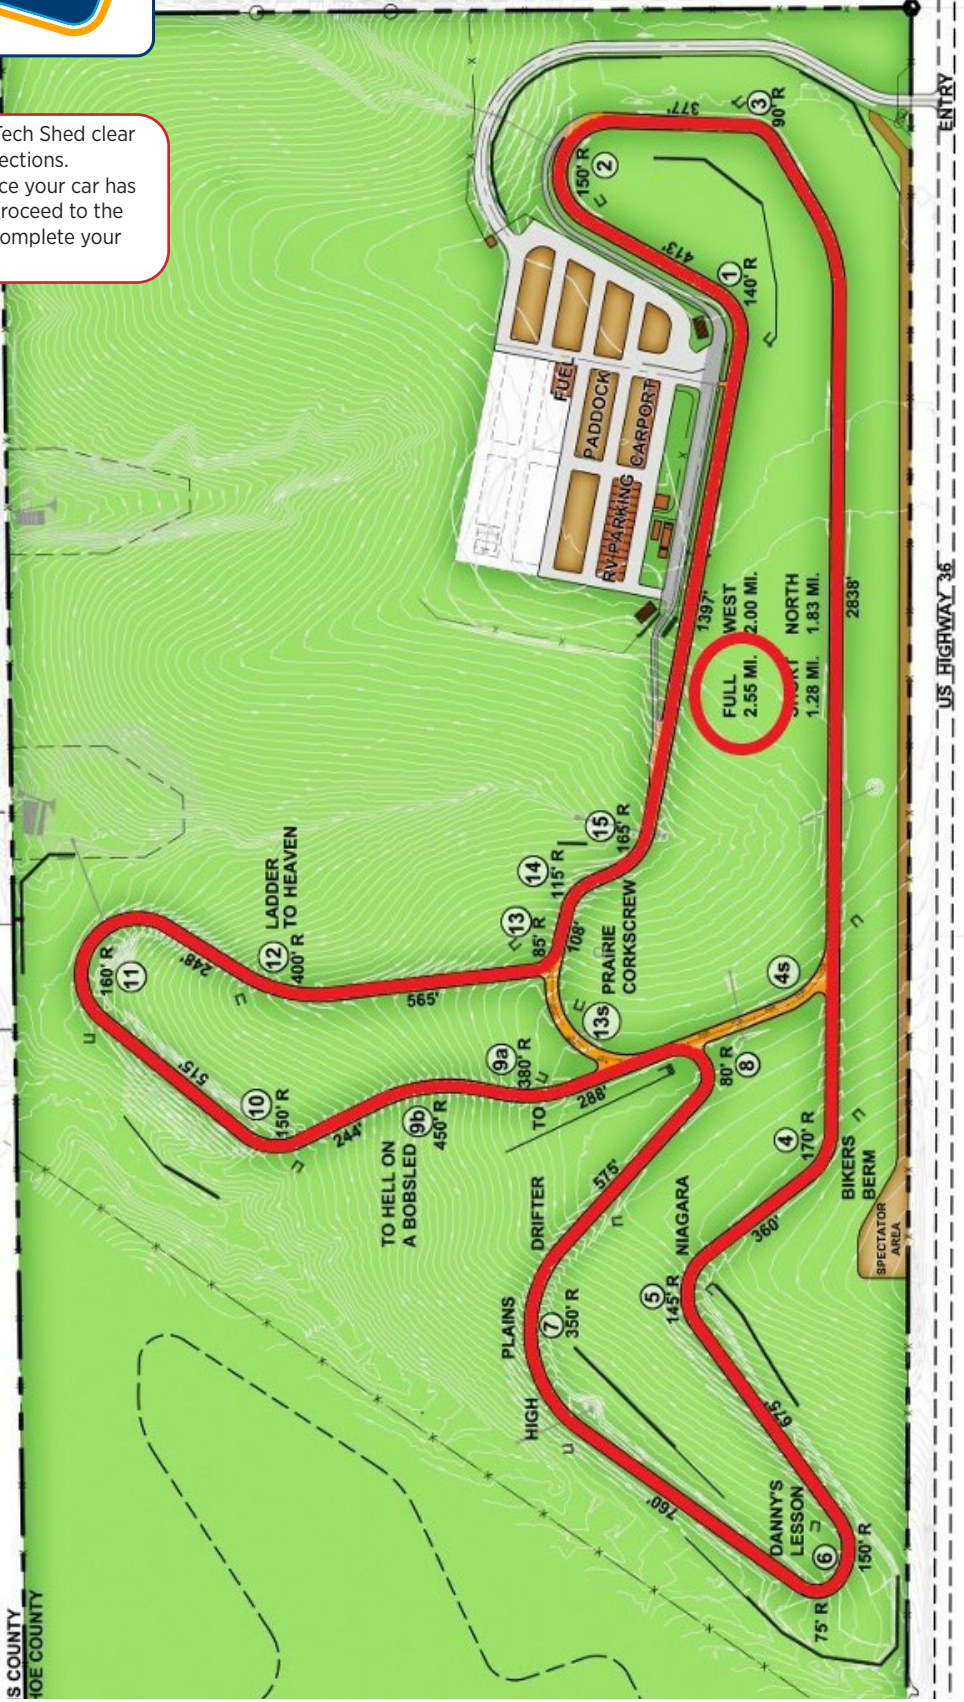 Tech Shed clear
ections.
ce your car has
roceed to the
omplete your
ENTRY
US HIGHWAY 36
377'
3
90' R
2
150' R
413'
1
140' R
FUEL
PADDOCK
CARPORT
RV PARKING
1397'
FULL
2.55 MI.
WEST
2.00 MI.
1.28 MI.
NORTH
1.83 MI.
2838'
15
165' R
14
115' R
13
85' R
108'
PRAIRIE
CORKSCREW
LADDER
TO HEAVEN
12
400' R
248'
11
160' R
565'
515'
10
150' R
244'
TO HELL ON
A BOBSLED
9b
450' R
9a
380' R
TO
288'
13s
4s
8
80' R
575'
HIGH
PLAINS
DRIFTER
7
350' R
NIAGARA
5
145' R
360'
4
170' R
BIKERS
BERM
SPECTATOR
AREA
675'
760'
DANNY'S
LESSON
6
150' R
75' R
S COUNTY
HOE COUNTY